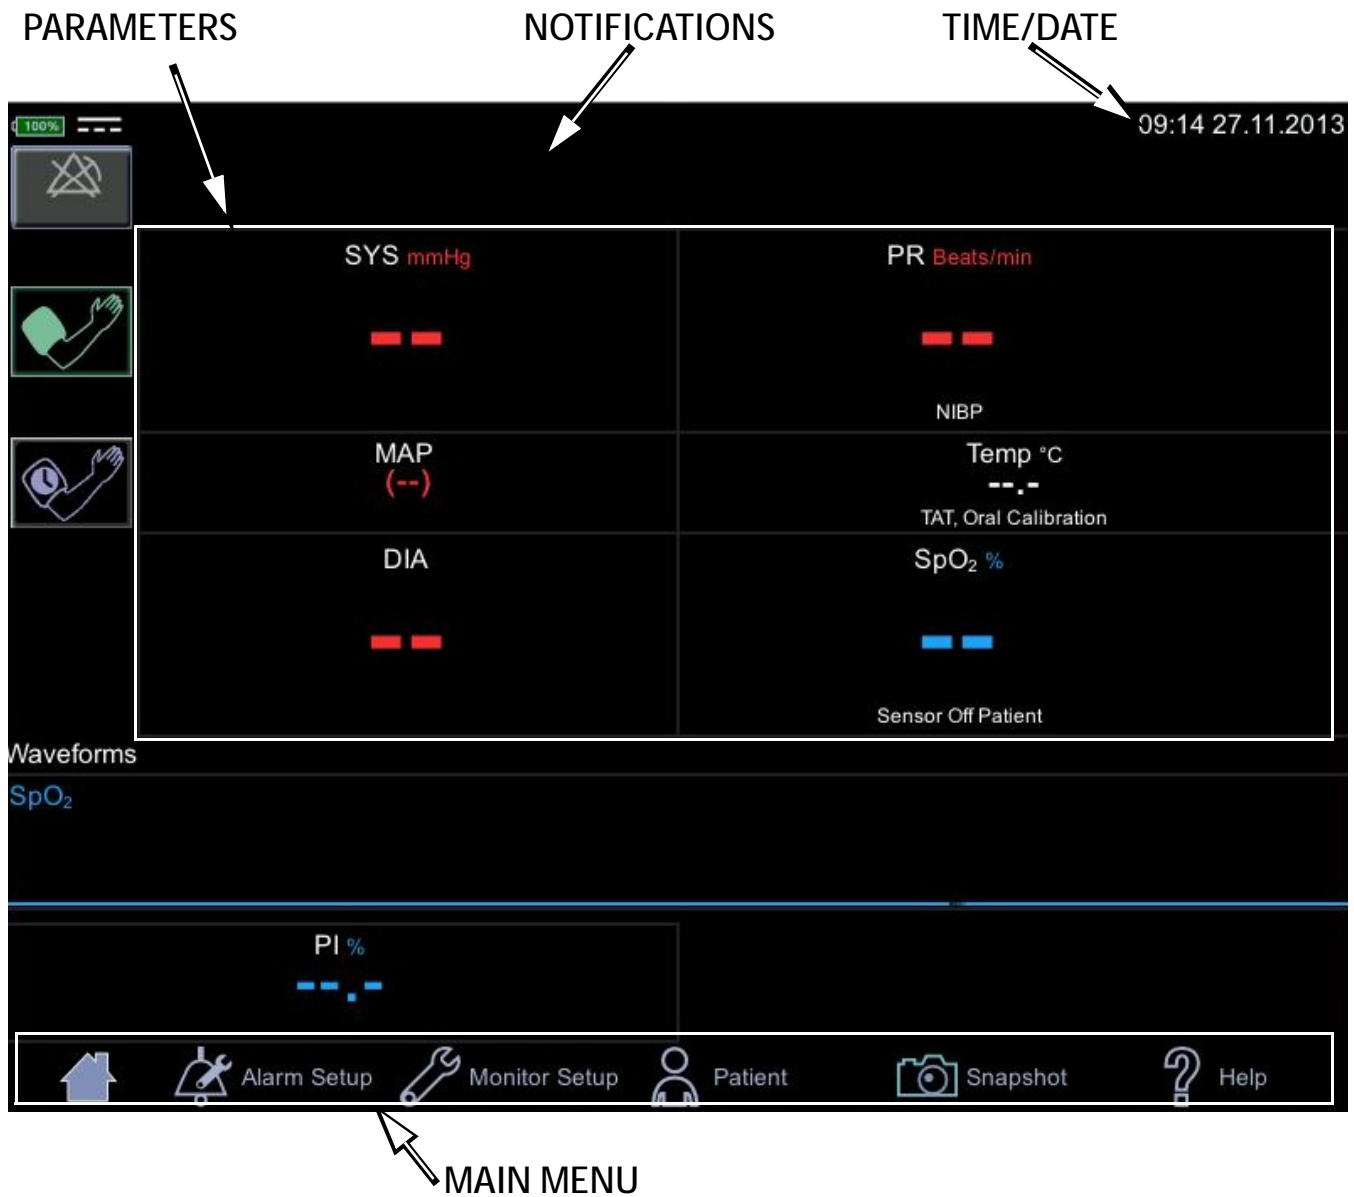 PARAMETERS NOTIFICATIONS TIME/DATE
100% 09:14 27.11.2013
SYS mmHg PR Beats/min
-- --
NIBP
MAP Temp °C
(--) --.-
TAT, Oral Calibration
DIA SpO₂ %
-- --
Sensor Off Patient
Waveforms
SpO₂
PI %
--.-
Alarm Setup Monitor Setup Patient Snapshot Help
MAIN MENU